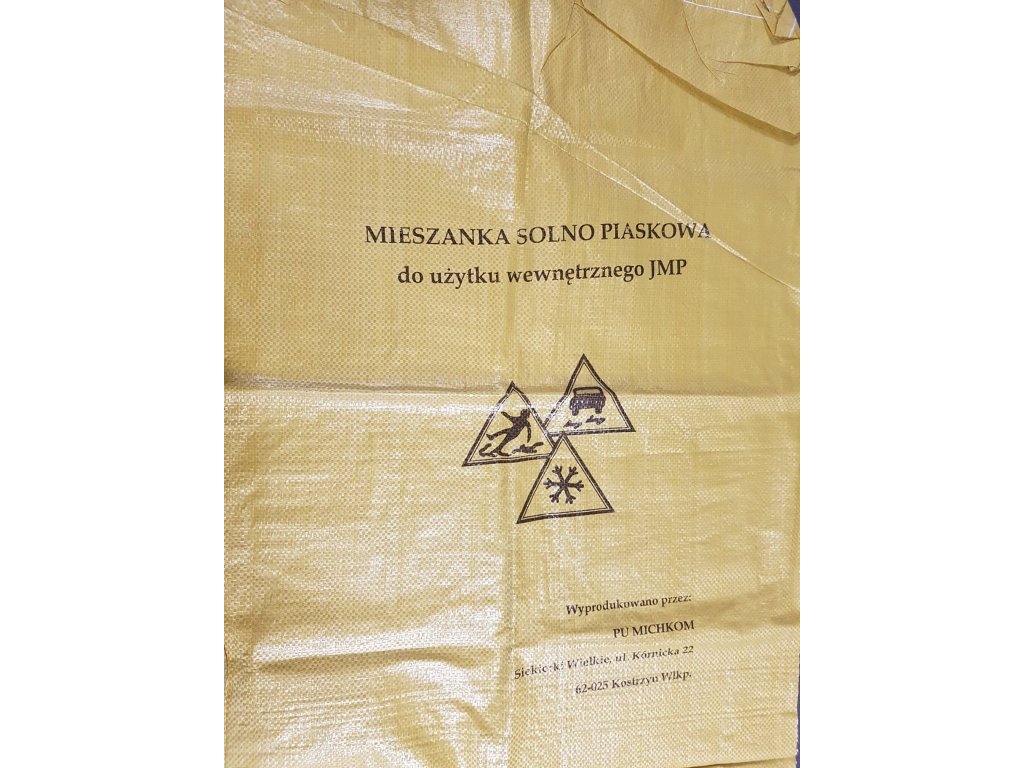 MIESZANKA SOLNO PIASKOWA
do użytku wewnętrznego JMP
Wyprodukowano przez:
PU MICHKOM
Siekierki Wielkie, ul. Kórnicka 22
62-025 Kostrzyn Wlkp.